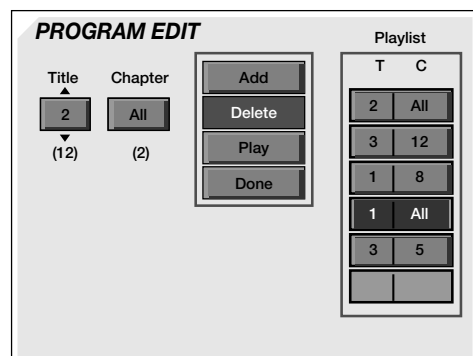 PROGRAM EDIT
Title Chapter
2 All
(12) (2)
Add
Delete
Play
Done
Playlist
T C
2 All
3 12
1 8
1 All
3 5